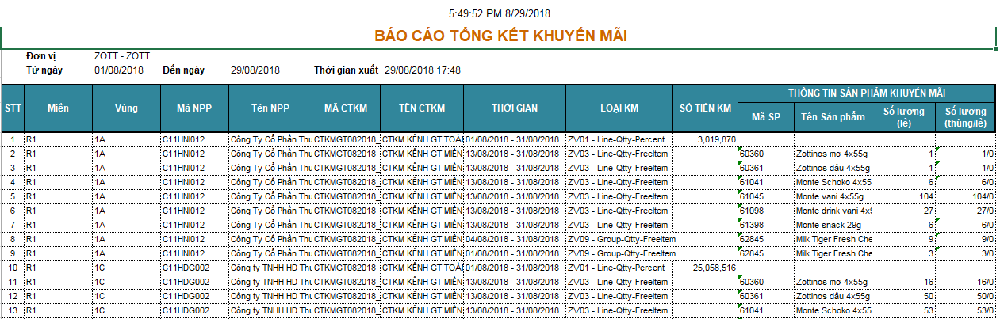 5:49:52 PM 8/29/2018
BÁO CÁO TỔNG KẾT KHUYẾN MÃI
Đơn vị ZOTT - ZOTT
Từ ngày 01/08/2018 Đến ngày 29/08/2018 Thời gian xuất 29/08/2018 17:48
STT Miền Vùng Mã NPP Tên NPP MÃ CTKM TÊN CTKM THỜI GIAN LOẠI KM SỐ TIỀN KM THÔNG TIN SẢN PHẨM KHUYẾN MÃI
Mã SP Tên Sản phẩm Số lượng (lẻ) Số lượng (thùng/lẻ)
1 R1 1A C11HNI012 Công Ty Cổ Phần Thu CTKMGT082018_ CTKM KÊNH GT TOÀ 01/08/2018 - 31/08/2018 ZV01 - Line-Qtty-Percent 3,019,870
2 R1 1A C11HNI012 Công Ty Cổ Phần Thu CTKMGT082018_ CTKM KÊNH GT MIỀN 13/08/2018 - 31/08/2018 ZV03 - Line-Qtty-FreeItem 60360 Zottinos mơ 4x55g 1 1/0
3 R1 1A C11HNI012 Công Ty Cổ Phần Thu CTKMGT082018_ CTKM KÊNH GT MIỀN 13/08/2018 - 31/08/2018 ZV03 - Line-Qtty-FreeItem 60361 Zottinos dâu 4x55g 1 1/0
4 R1 1A C11HNI012 Công Ty Cổ Phần Thu CTKMGT082018_ CTKM KÊNH GT MIỀN 13/08/2018 - 31/08/2018 ZV03 - Line-Qtty-FreeItem 61041 Monte Schoko 4x55 6 6/0
5 R1 1A C11HNI012 Công Ty Cổ Phần Thu CTKMGT082018_ CTKM KÊNH GT MIỀN 13/08/2018 - 31/08/2018 ZV03 - Line-Qtty-FreeItem 61045 Monte vani 4x55g 104 104/0
6 R1 1A C11HNI012 Công Ty Cổ Phần Thu CTKMGT082018_ CTKM KÊNH GT MIỀN 13/08/2018 - 31/08/2018 ZV03 - Line-Qtty-FreeItem 61098 Monte drink vani 4x 27 27/0
7 R1 1A C11HNI012 Công Ty Cổ Phần Thu CTKMGT082018_ CTKM KÊNH GT MIỀN 13/08/2018 - 31/08/2018 ZV03 - Line-Qtty-FreeItem 61398 Monte snack 29g 6 6/0
8 R1 1A C11HNI012 Công Ty Cổ Phần Thu CTKMGT082018_ CTKM KÊNH GT MIỀN 04/08/2018 - 31/08/2018 ZV09 - Group-Qtty-FreeItem 62845 Milk Tiger Fresh Che 9 9/0
9 R1 1A C11HNI012 Công Ty Cổ Phần Thu CTKMGT082018_ CTKM KÊNH GT MIỀN 01/08/2018 - 31/08/2018 ZV09 - Group-Qtty-FreeItem 62845 Milk Tiger Fresh Che 3 3/0
10 R1 1C C11HDG002 Công ty TNHH HD Th CTKMGT082018_ CTKM KÊNH GT TOÀ 01/08/2018 - 31/08/2018 ZV01 - Line-Qtty-Percent 25,058,516
11 R1 1C C11HDG002 Công ty TNHH HD Th CTKMGT082018_ CTKM KÊNH GT MIỀN 13/08/2018 - 31/08/2018 ZV03 - Line-Qtty-FreeItem 60360 Zottinos mơ 4x55g 16 16/0
12 R1 1C C11HDG002 Công ty TNHH HD Th CTKMGT082018_ CTKM KÊNH GT MIỀN 13/08/2018 - 31/08/2018 ZV03 - Line-Qtty-FreeItem 60361 Zottinos dâu 4x55g 50 50/0
13 R1 1C C11HDG002 Công ty TNHH HD Th CTKMGT082018_ CTKM KÊNH GT MIỀN 13/08/2018 - 31/08/2018 ZV03 - Line-Qtty-FreeItem 61041 Monte Schoko 4x55 53 53/0